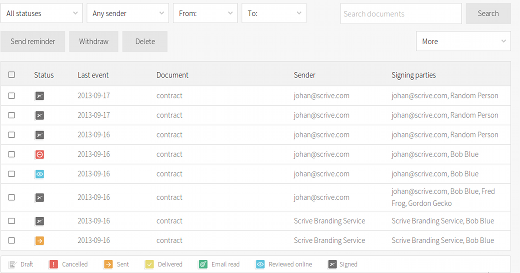 All statuses Any sender From: To: Search documents Search
Send reminder Withdraw Delete More
Status Last event Document Sender Signing parties
2013-09-17 contract johan@scrive.com johan@scrive.com, Random Person
2013-09-17 contract johan@scrive.com johan@scrive.com, Random Person
2013-09-16 contract johan@scrive.com johan@scrive.com, Random Person
2013-09-16 contract johan@scrive.com johan@scrive.com, Bob Blue
2013-09-16 contract johan@scrive.com johan@scrive.com, Bob Blue
2013-09-16 contract johan@scrive.com johan@scrive.com, Bob Blue, Fred
Frog, Gordon Gecko
2013-09-16 contract Scrive Branding Service Scrive Branding Service, Bob Blue
2013-09-16 contract Scrive Branding Service Scrive Branding Service, Bob Blue
Draft Cancelled Sent Delivered Email read Reviewed online Signed